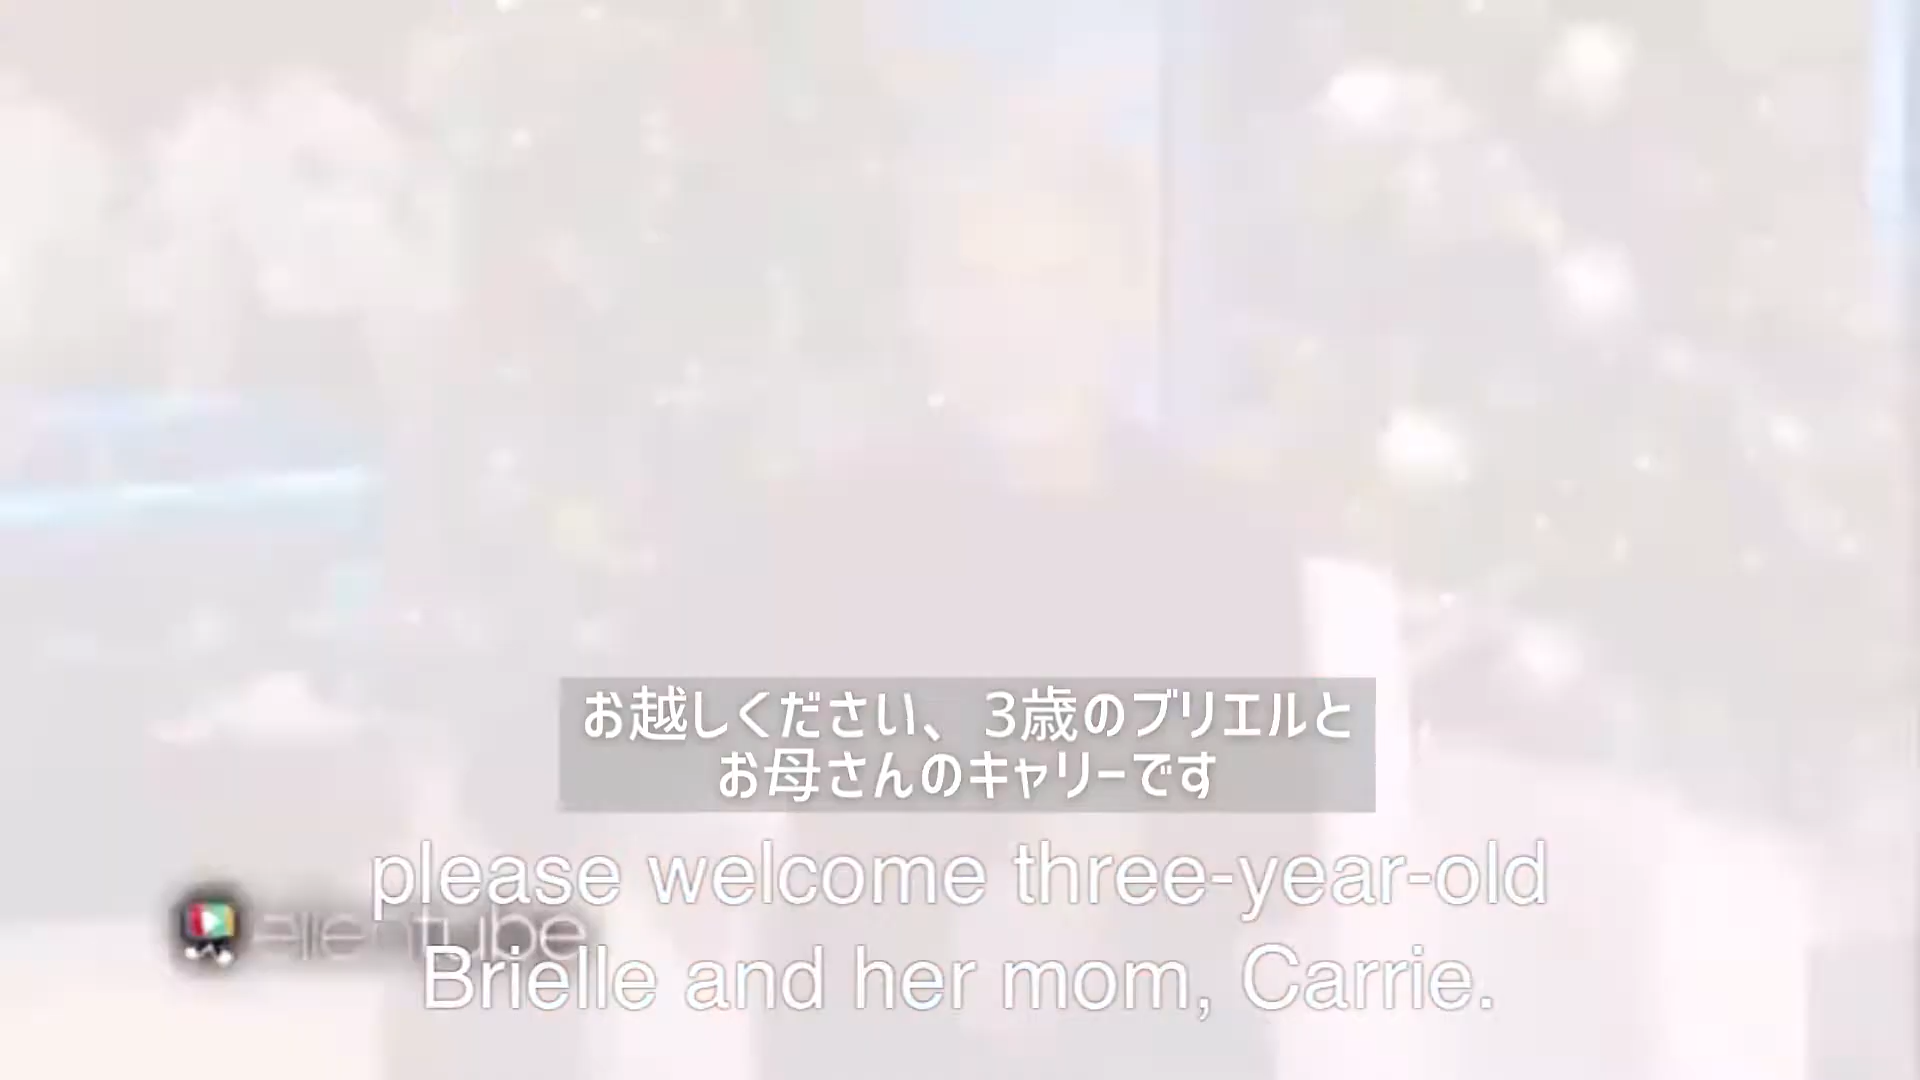 お越しください、3歳のブリエルと
お母さんのキャリーです
please welcome three-year-old
ellentube
Brielle and her mom, Carrie.